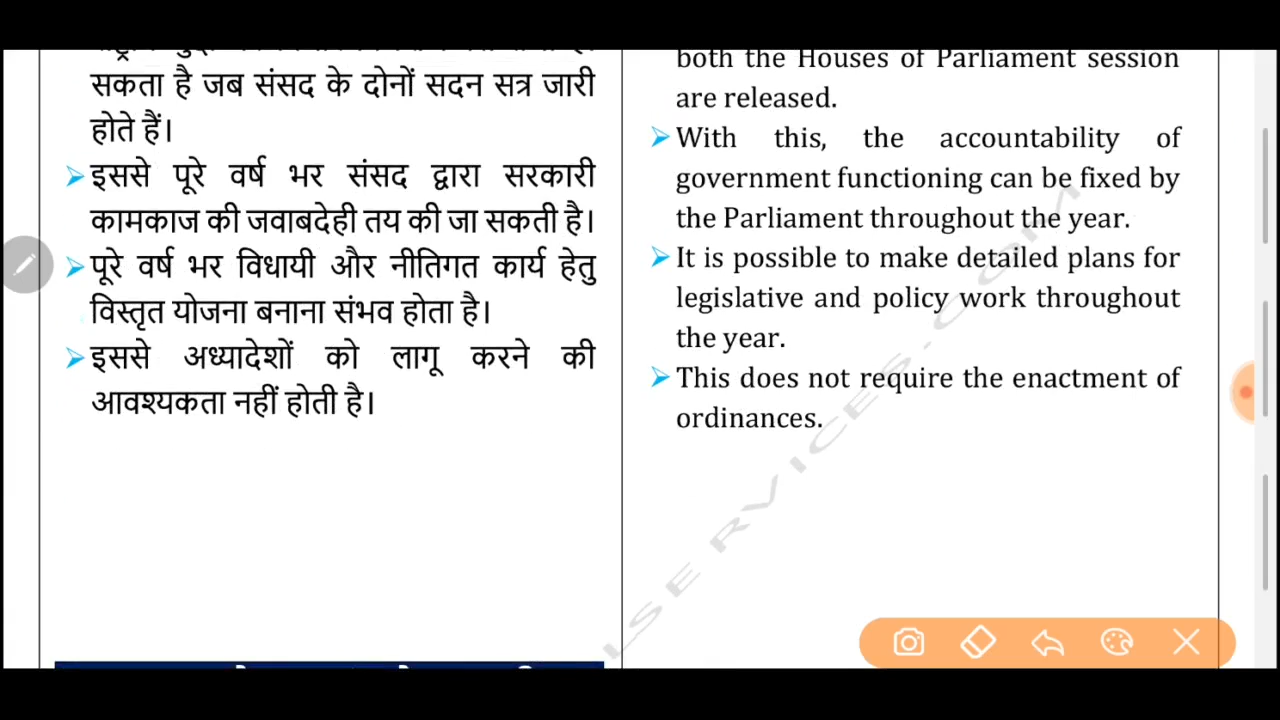 सकता है जब संसद के दोनों सदन सत्र जारी
होते हैं।
➢ इससे पूरे वर्ष भर संसद द्वारा सरकारी
कामकाज की जवाबदेही तय की जा सकती है।
➢ पूरे वर्ष भर विधायी और नीतिगत कार्य हेतु
विस्तृत योजना बनाना संभव होता है।
➢ इससे अध्यादेशों को लागू करने की
आवश्यकता नहीं होती है।
both the Houses of Parliament session
are released.
➢ With this, the accountability of
government functioning can be fixed by
the Parliament throughout the year.
➢ It is possible to make detailed plans for
legislative and policy work throughout
the year.
➢ This does not require the enactment of
ordinances.